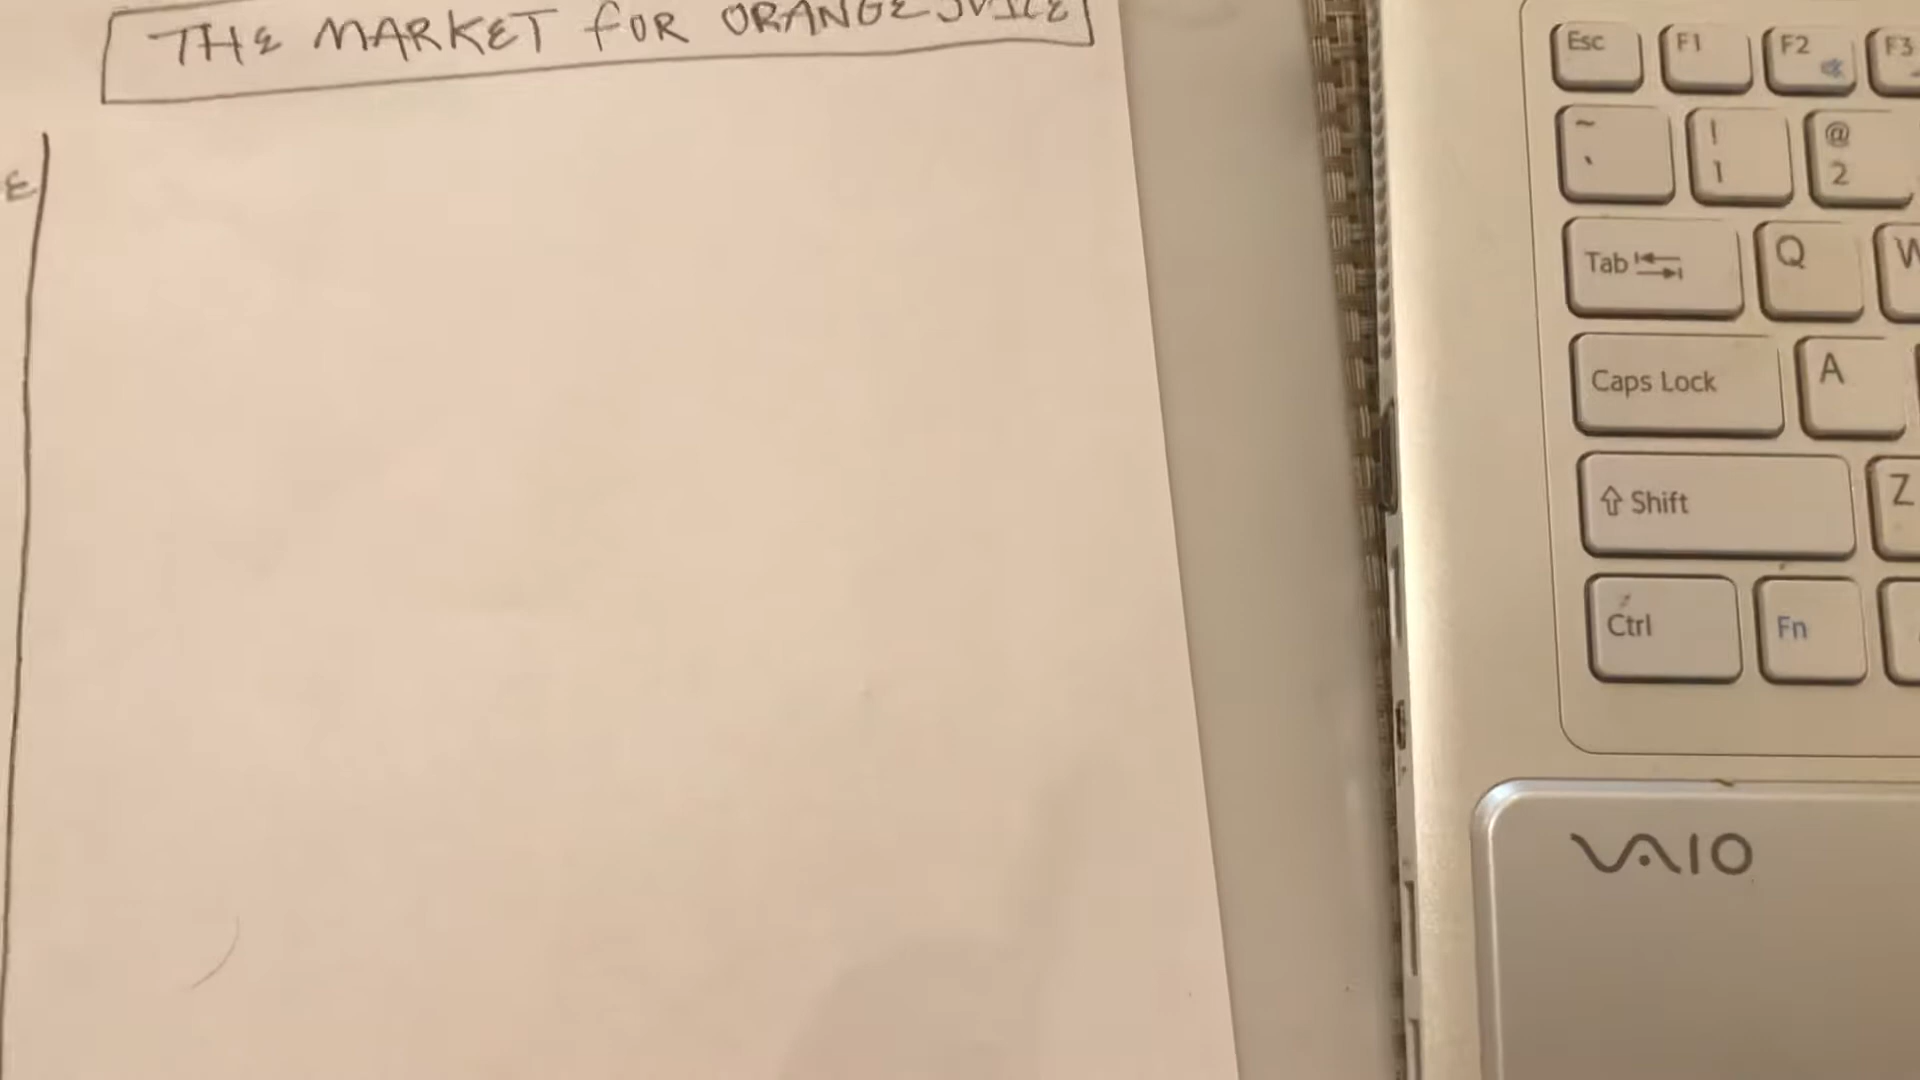 THE MARKET FOR ORANGE JUICE
E
Esc F1 F2 F3
~ ` ! 1 @ 2
Tab Q W
Caps Lock A
Shift Z
Ctrl Fn
VAIO